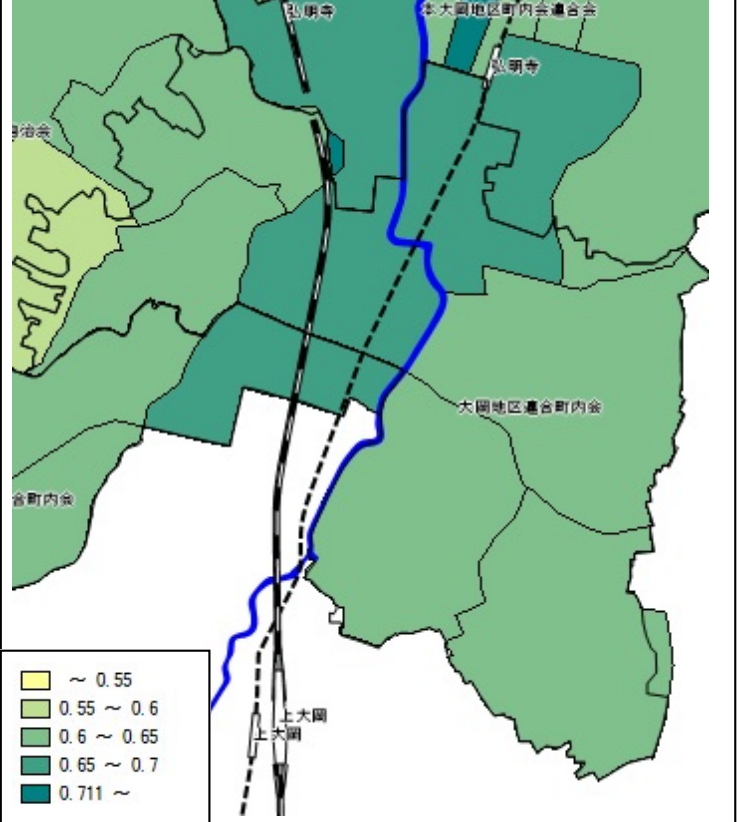 弘明寺
本大岡地区町内会連合会
弘明寺
自治会
大岡地区連合町内会
合町内会
上大岡
上大岡
～ 0.55
0.55 ～ 0.6
0.6 ～ 0.65
0.65 ～ 0.7
0.711 ～